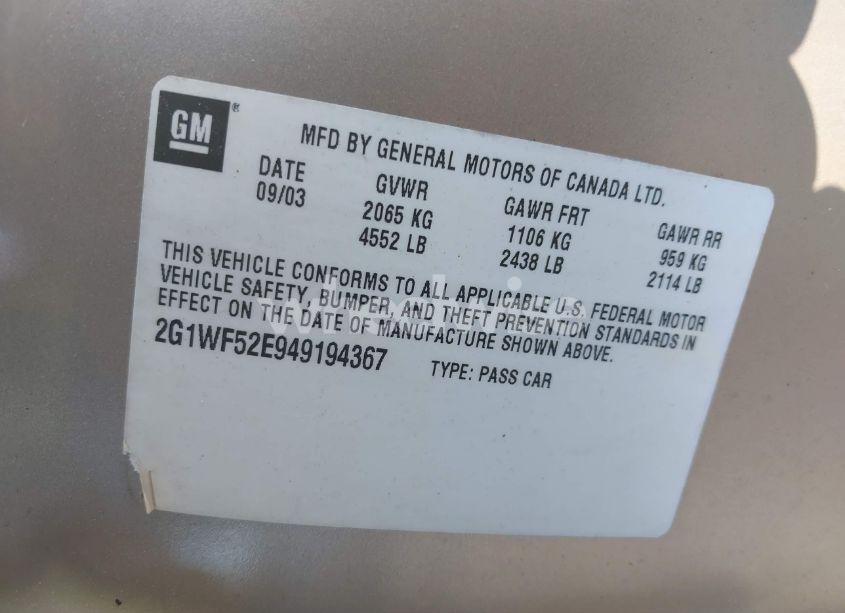 GM®
MFD BY GENERAL MOTORS OF CANADA LTD.
DATE GVWR GAWR FRT GAWR RR
09/03 2065 KG 1106 KG 959 KG
4552 LB 2438 LB 2114 LB
THIS VEHICLE CONFORMS TO ALL APPLICABLE U.S. FEDERAL MOTOR
VEHICLE SAFETY, BUMPER, AND THEFT PREVENTION STANDARDS IN
EFFECT ON THE DATE OF MANUFACTURE SHOWN ABOVE.
2G1WF52E949194367 TYPE: PASS CAR